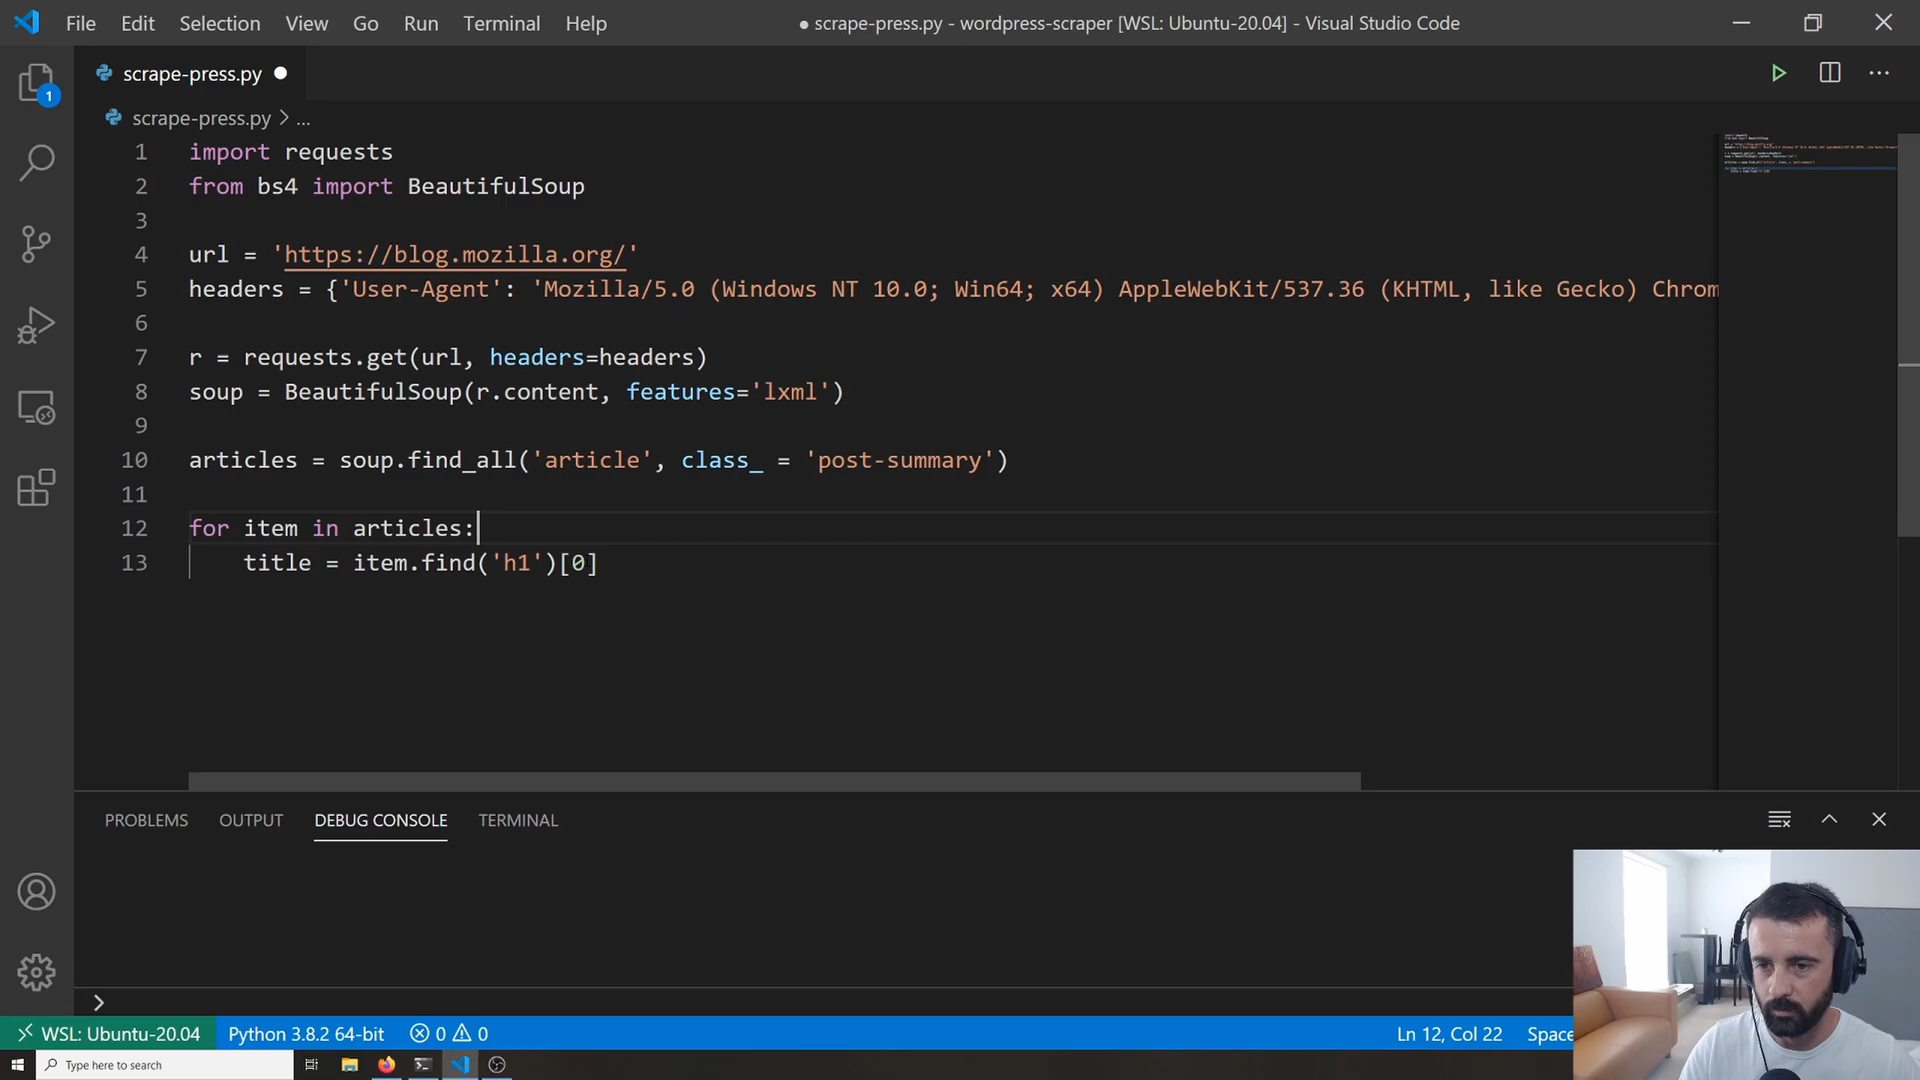 File Edit Selection View Go Run Terminal Help
● scrape-press.py - wordpress-scraper [WSL: Ubuntu-20.04] - Visual Studio Code
scrape-press.py ●
scrape-press.py > ...
1 import requests
2 from bs4 import BeautifulSoup
3
4 url = 'https://blog.mozilla.org/'
5 headers = {'User-Agent': 'Mozilla/5.0 (Windows NT 10.0; Win64; x64) AppleWebKit/537.36 (KHTML, like Gecko) Chrom
6
7 r = requests.get(url, headers=headers)
8 soup = BeautifulSoup(r.content, features='lxml')
9
10 articles = soup.find_all('article', class_ = 'post-summary')
11
12 for item in articles:
13 title = item.find('h1')[0]
1
PROBLEMS OUTPUT DEBUG CONSOLE TERMINAL
>
WSL: Ubuntu-20.04 Python 3.8.2 64-bit 0 0 Ln 12, Col 22 Space
Type here to search